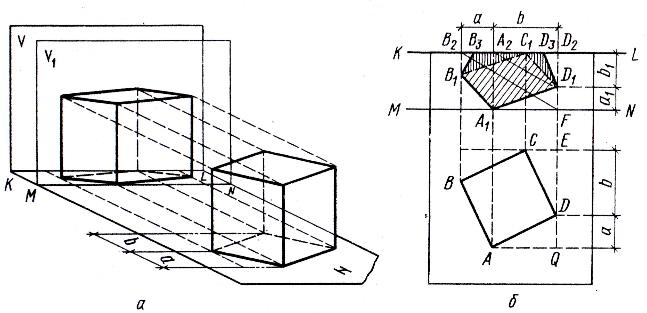 V
V₁
K
M
L
N
W
b
a
а
a b
B₂ B₃ A₂ C₁ D₃ D₂
K L
B₁ D₁ b₁
a₁
M A₁ F N
C E
B b
D
a
A Q
б